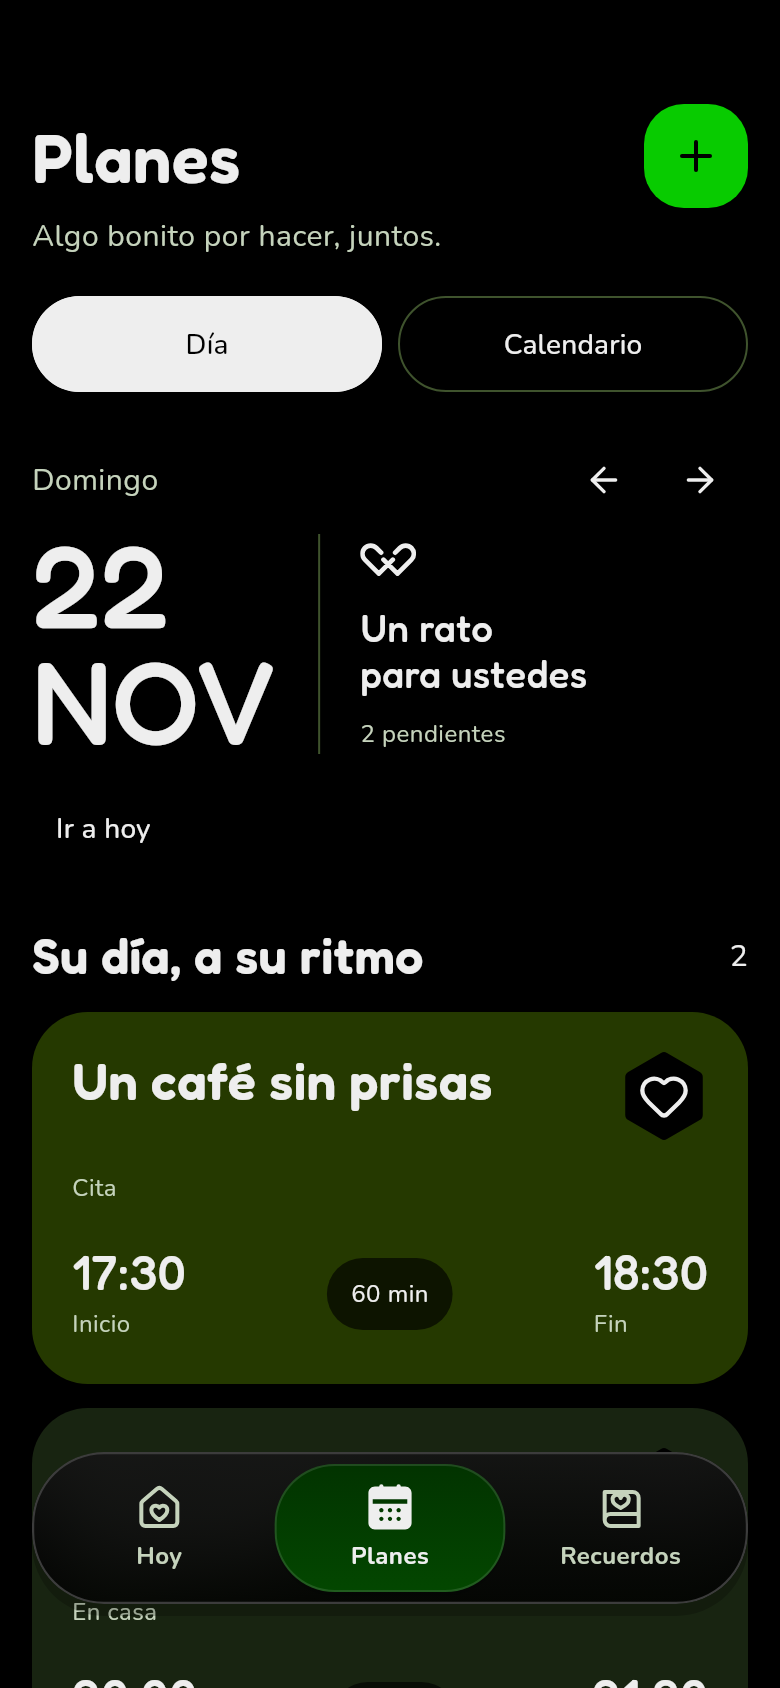 Planes
Algo bonito por hacer, juntos.
Día
Calendario
Domingo
22
NOV
Un rato
para ustedes
2 pendientes
Ir a hoy
Su día, a su ritmo
2
Un café sin prisas
Cita
17:30
60 min
18:30
Inicio
Fin
Hoy
Planes
Recuerdos
En casa